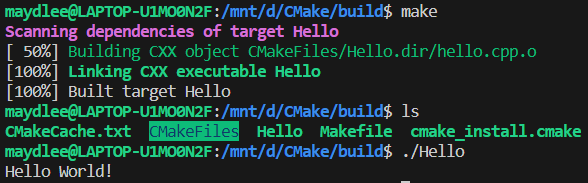 maydlee@LAPTOP-U1MO0N2F:/mnt/d/CMake/build$ make
Scanning dependencies of target Hello
[ 50%] Building CXX object CMakeFiles/Hello.dir/hello.cpp.o
[100%] Linking CXX executable Hello
[100%] Built target Hello
maydlee@LAPTOP-U1MO0N2F:/mnt/d/CMake/build$ ls
CMakeCache.txt  CMakeFiles  Hello  Makefile  cmake_install.cmake
maydlee@LAPTOP-U1MO0N2F:/mnt/d/CMake/build$ ./Hello
Hello World!